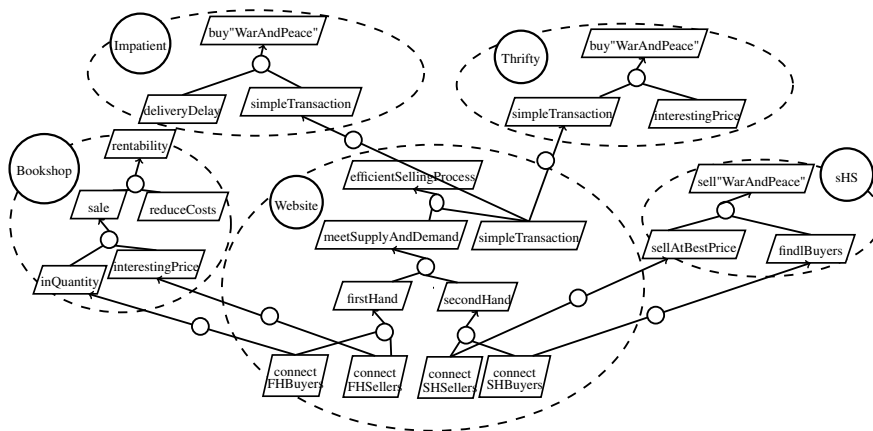 Impatient
buy"WarAndPeace"
deliveryDelay
simpleTransaction
Thrifty
buy"WarAndPeace"
simpleTransaction
interestingPrice
Bookshop
rentability
sale
reduceCosts
inQuantity
interestingPrice
Website
efficientSellingProcess
meetSupplyAndDemand
simpleTransaction
firstHand
secondHand
connect
FHBuyers
connect
FHSellers
connect
SHSellers
connect
SHBuyers
sHS
sell"WarAndPeace"
sellAtBestPrice
findlBuyers